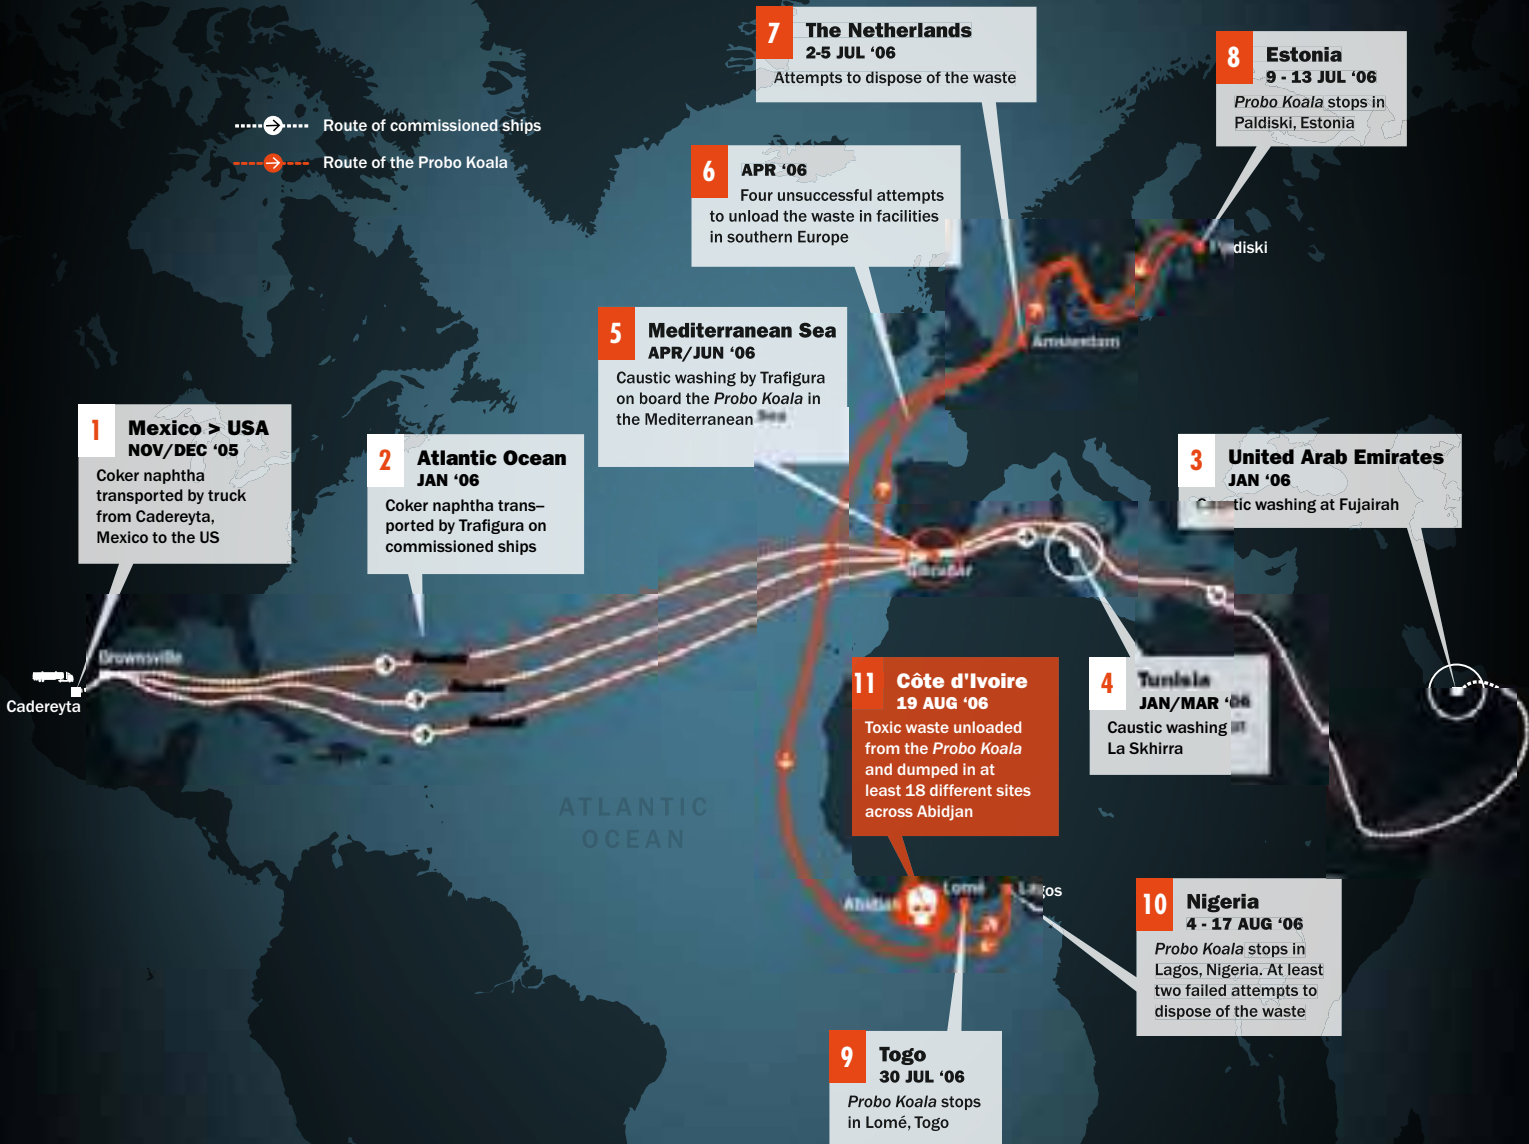 Route of commissioned ships
Route of the Probo Koala
1
Mexico > USA
NOV/DEC ‘05
Coker naphtha
transported by truck
from Cadereyta,
Mexico to the US
2
Atlantic Ocean
JAN ‘06
Coker naphtha trans–
ported by Trafigura on
commissioned ships
3
United Arab Emirates
JAN ‘06
Caustic washing at Fujairah
4
Tunisia
JAN/MAR ‘06
Caustic washing at
La Skhirra
5
Mediterranean Sea
APR/JUN ‘06
Caustic washing by Trafigura
on board the Probo Koala in
the Mediterranean Sea
6
APR ‘06
Four unsuccessful attempts
to unload the waste in facilities
in southern Europe
7
The Netherlands
2-5 JUL ‘06
Attempts to dispose of the waste
8
Estonia
9 - 13 JUL ‘06
Probo Koala stops in
Paldiski, Estonia
9
Togo
30 JUL ‘06
Probo Koala stops
in Lomé, Togo
10
Nigeria
4 - 17 AUG ‘06
Probo Koala stops in
Lagos, Nigeria. At least
two failed attempts to
dispose of the waste
11
Côte d’Ivoire
19 AUG ‘06
Toxic waste unloaded
from the Probo Koala
and dumped in at
least 18 different sites
across Abidjan
Paldiski
Amsterdam
Gibraltar
Brownsville
Cadereyta
ATLANTIC
OCEAN
Abidjan
Lomé
Lagos